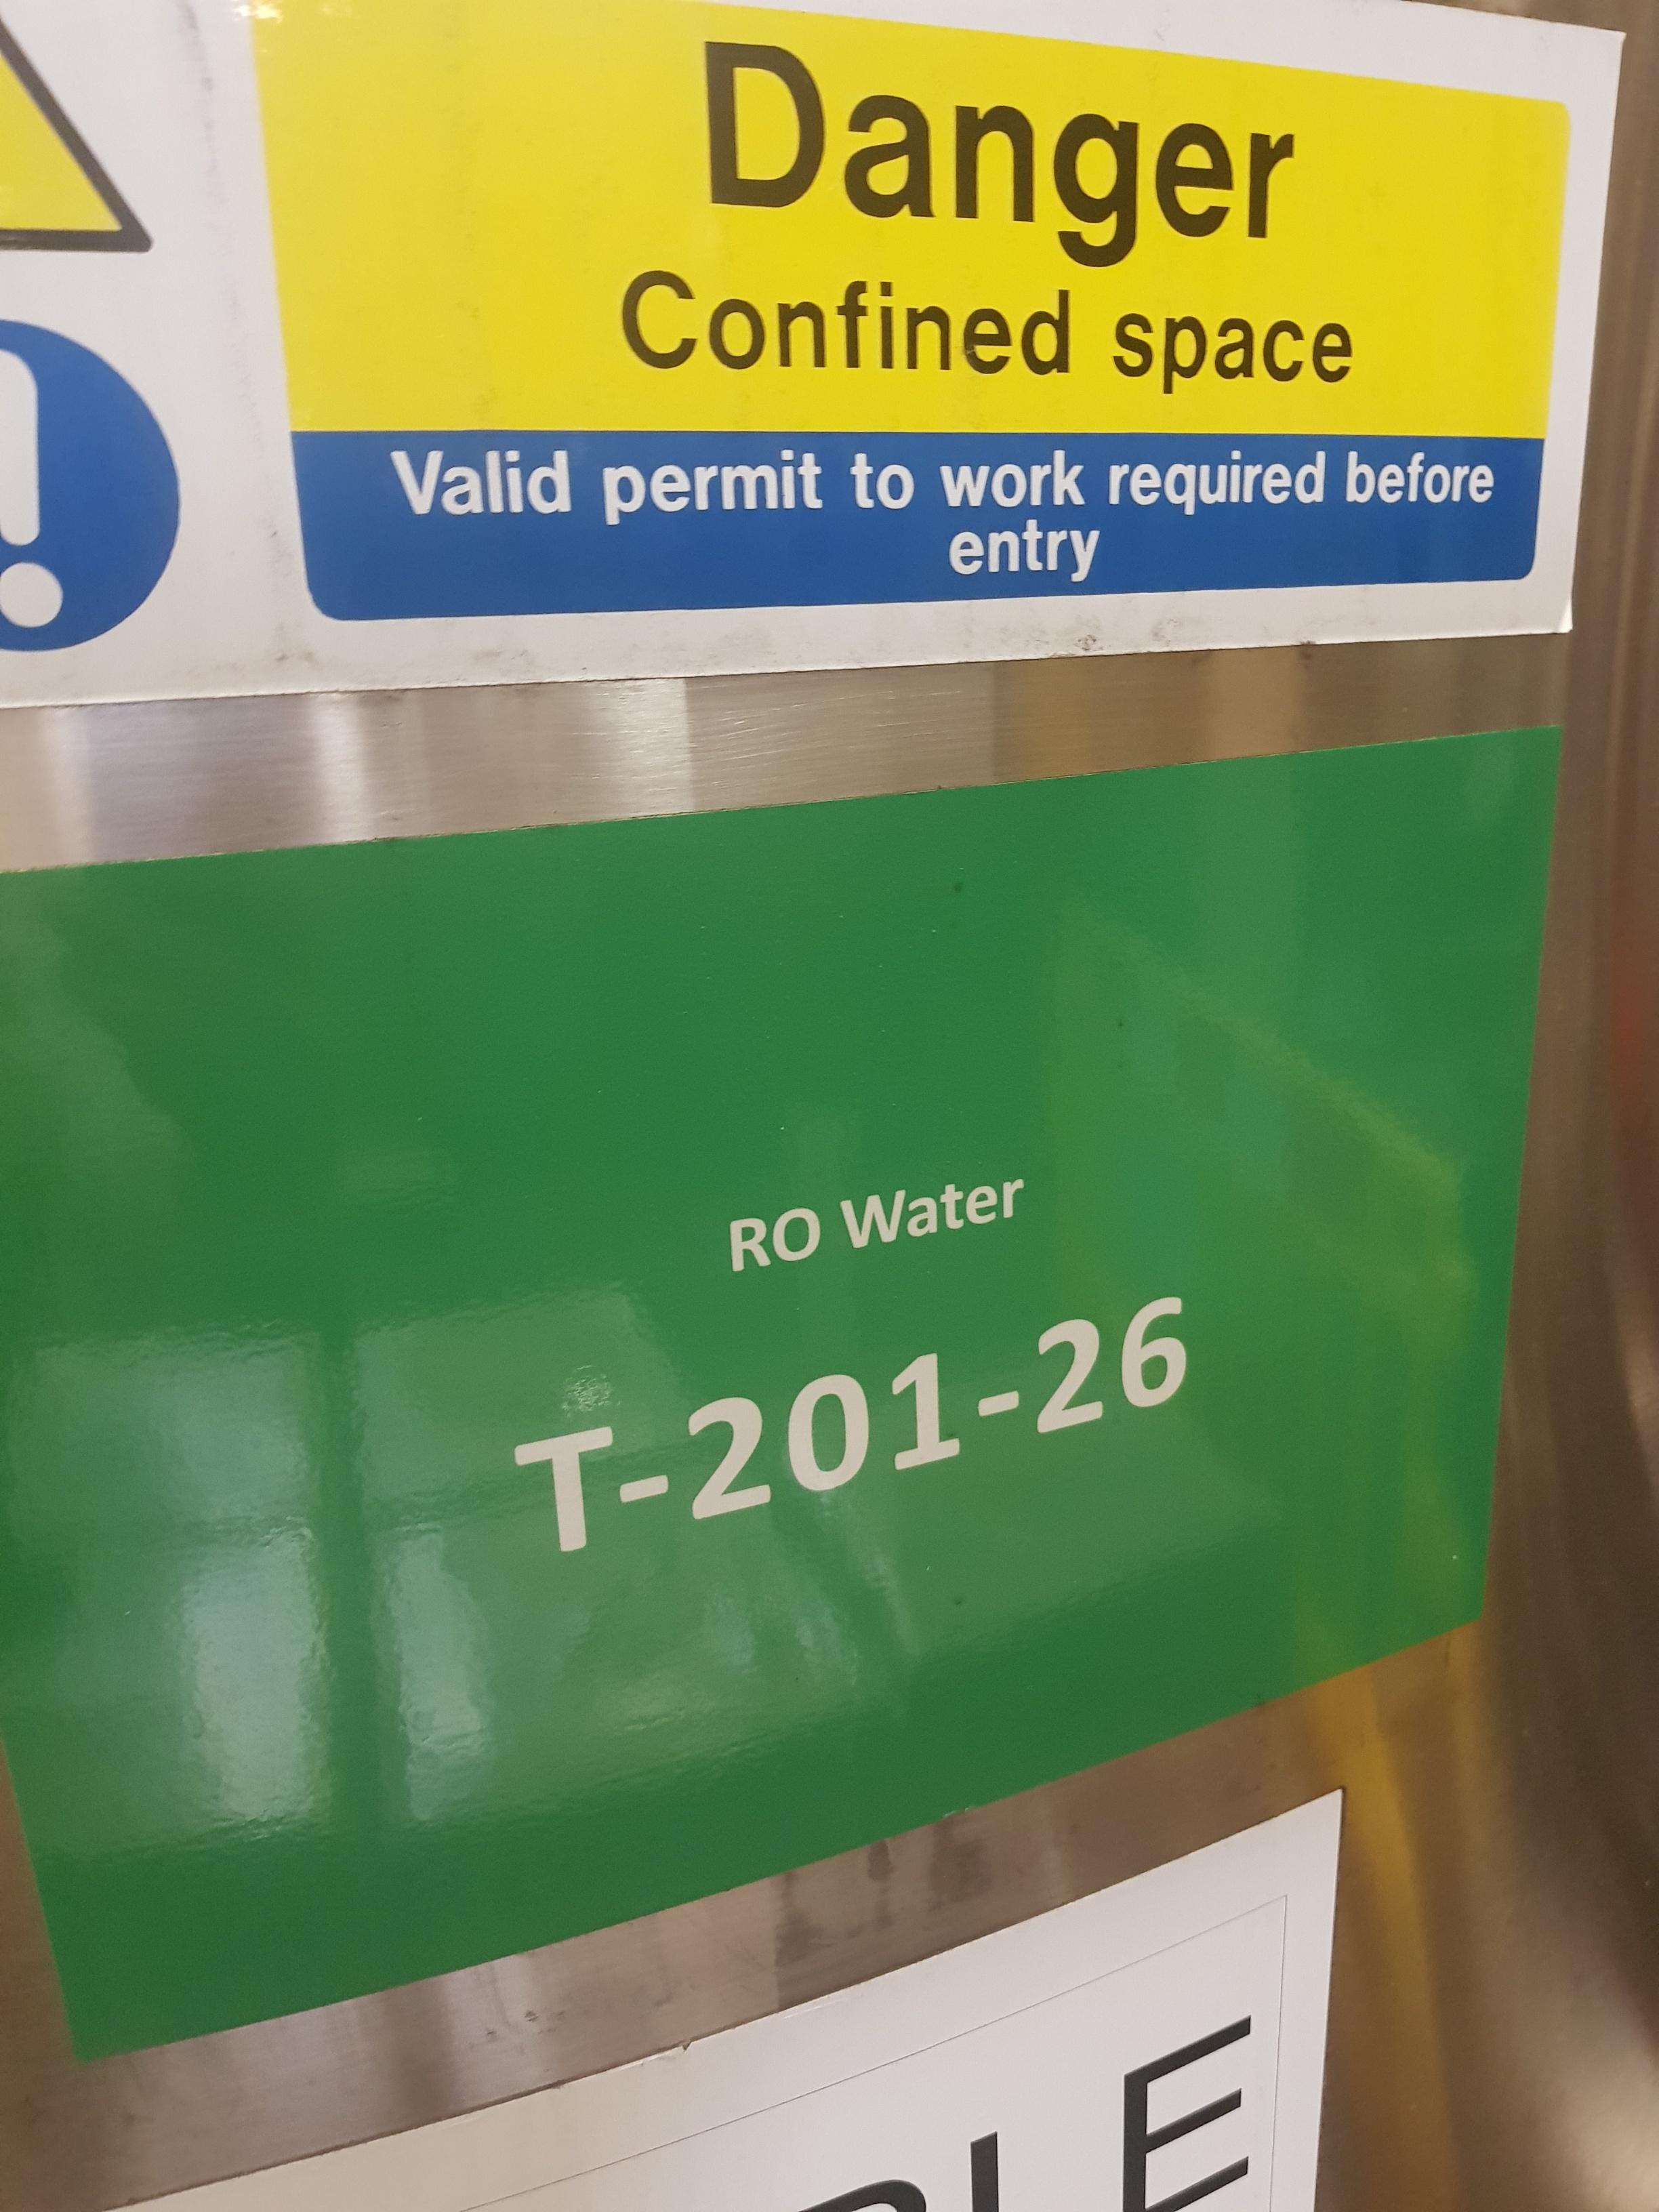 Danger
Confined space
Valid permit to work required before
entry
RO Water
T-201-26